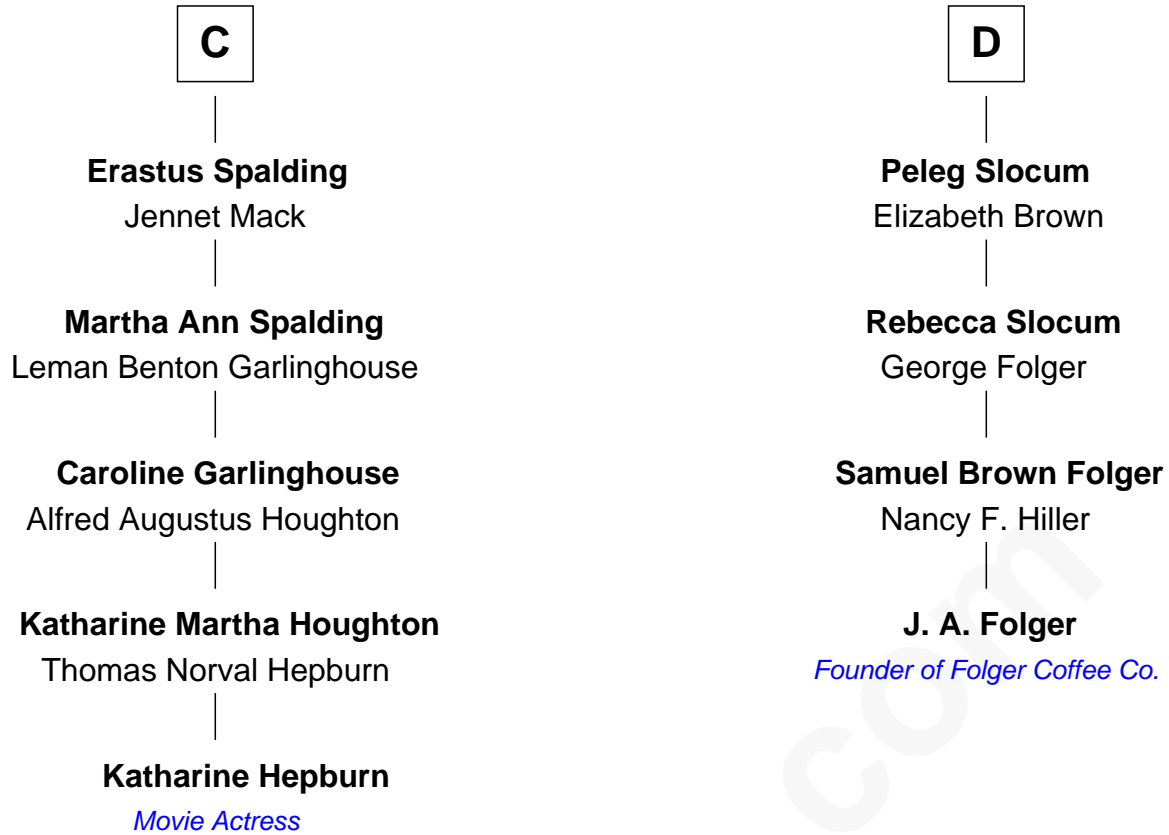 C
Erastus Spalding
Jennet Mack
Martha Ann Spalding
Leman Benton Garlinghouse
Caroline Garlinghouse
Alfred Augustus Houghton
Katharine Martha Houghton
Thomas Norval Hepburn
Katharine Hepburn
Movie Actress
D
Peleg Slocum
Elizabeth Brown
Rebecca Slocum
George Folger
Samuel Brown Folger
Nancy F. Hiller
J. A. Folger
Founder of Folger Coffee Co.
com